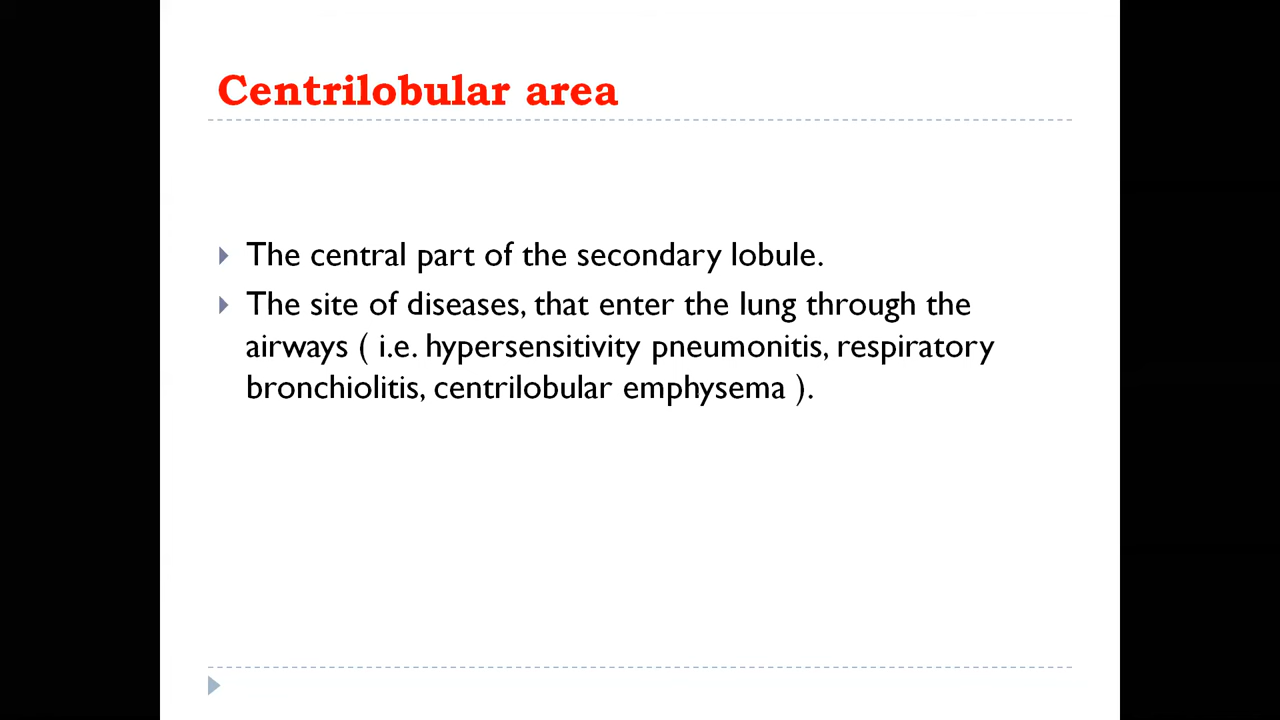 Centrilobular area
The central part of the secondary lobule.
The site of diseases, that enter the lung through the
airways ( i.e. hypersensitivity pneumonitis, respiratory
bronchiolitis, centrilobular emphysema ).